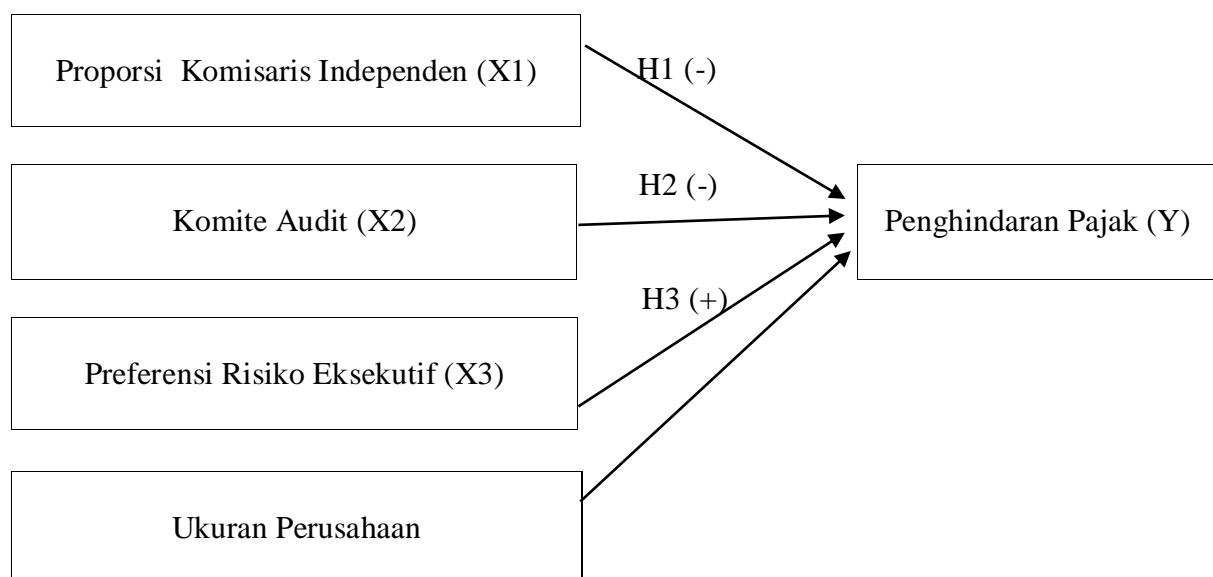 Proporsi Komisaris Independen (X1)
H1 (-)
Komite Audit (X2)
H2 (-)
Penghindaran Pajak (Y)
Preferensi Risiko Eksekutif (X3)
H3 (+)
Ukuran Perusahaan